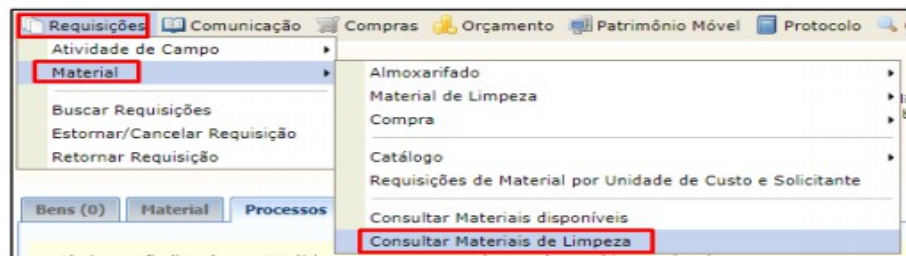 Requisições Comunicação Compras Orçamento Patrimônio Móvel Protocolo
Atividade de Campo
Material
Buscar Requisições
Estornar/Cancelar Requisição
Retornar Requisição
Almoxarifado
Material de Limpeza
Compra
Catálogo
Requisições de Material por Unidade de Custo e Solicitante
Consultar Materiais disponíveis
Consultar Materiais de Limpeza
Bens (0) Material Processos